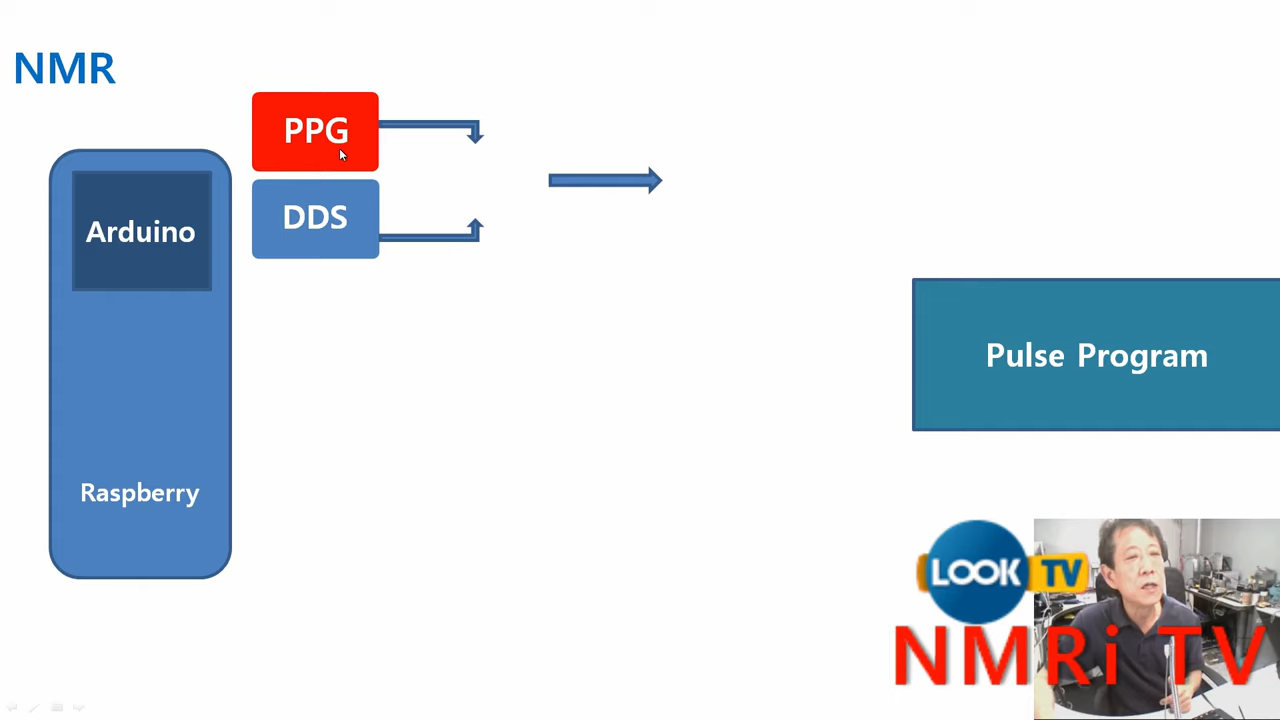 NMR
PPG
DDS
Arduino
Raspberry
Pulse Program
LOOK TV
NMRi TV